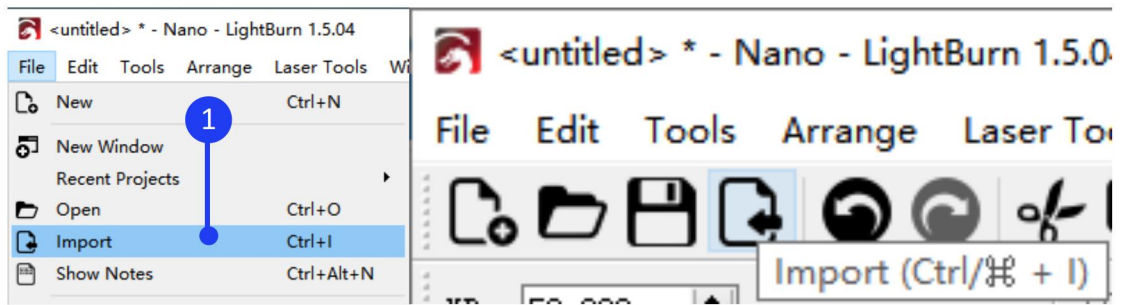 <untitled> * - Nano - LightBurn 1.5.04
File Edit Tools Arrange Laser Tools
New Ctrl+N
1
New Window
Recent Projects
Open Ctrl+O
Import Ctrl+I
Show Notes Ctrl+Alt+N
<untitled> * - Nano - LightBurn 1.5.0
File Edit Tools Arrange Laser
Import (Ctrl/⌘ + I)